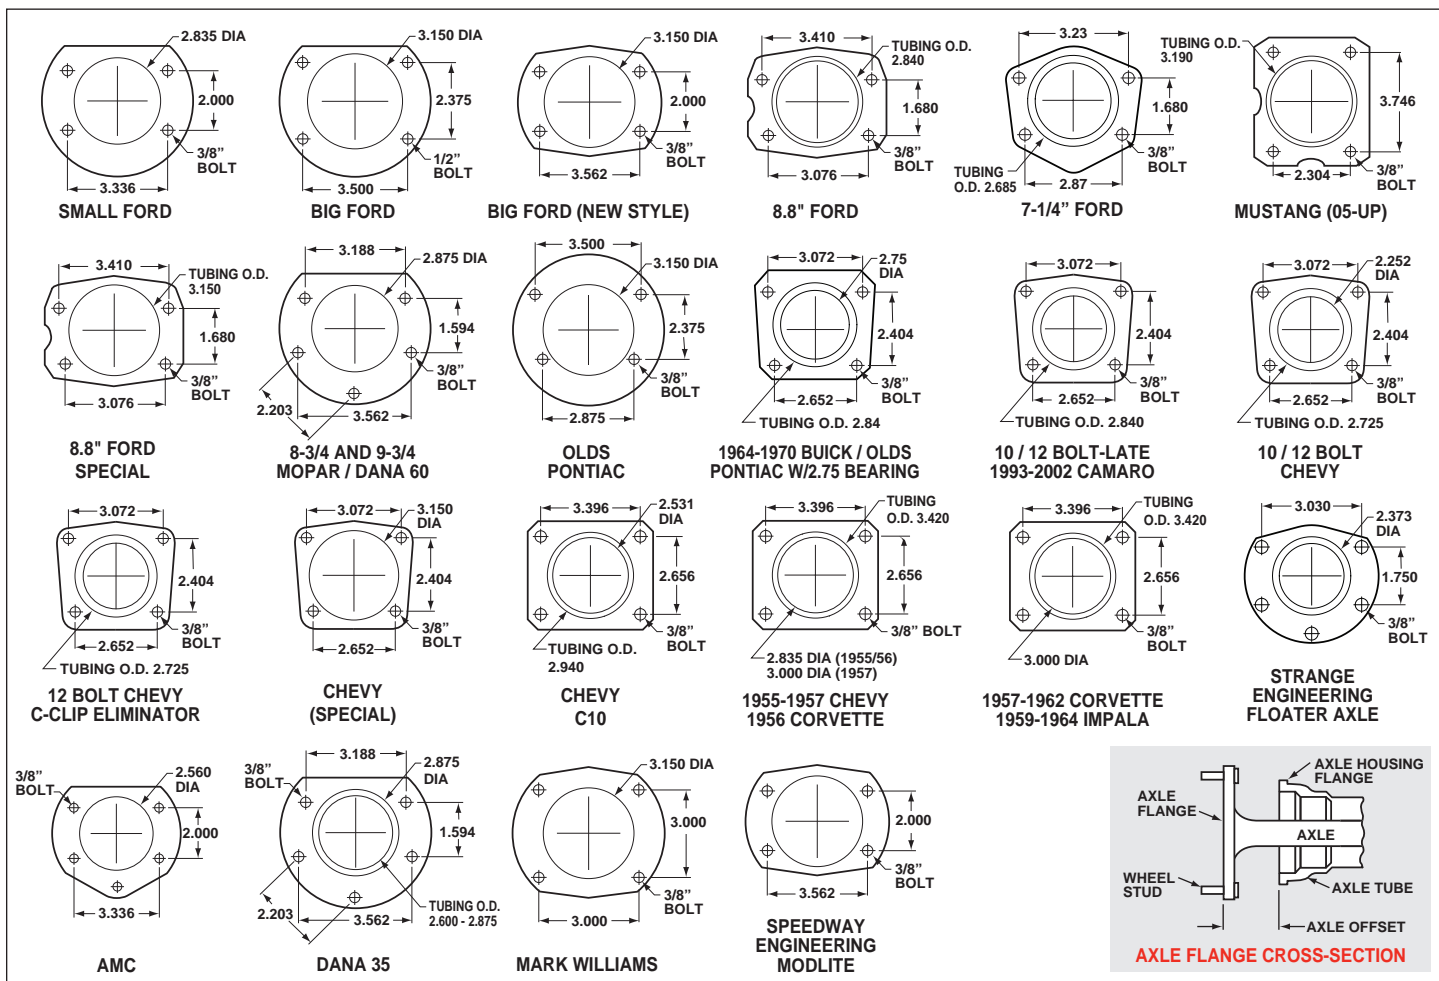 2.835 DIA
2.000
3/8”
BOLT
3.336
SMALL FORD
3.150 DIA
2.375
1/2”
BOLT
3.500
BIG FORD
3.150 DIA
2.000
3/8”
BOLT
3.562
BIG FORD (NEW STYLE)
3.410
TUBING O.D.
2.840
1.680
3/8”
BOLT
3.076
8.8" FORD
3.23
1.680
TUBING
O.D. 2.685
3/8”
BOLT
2.87
7-1/4” FORD
TUBING O.D.
3.190
3.746
3/8”
BOLT
2.304
MUSTANG (05-UP)
3.410
TUBING O.D.
3.150
1.680
3/8”
BOLT
3.076
8.8" FORD
SPECIAL
3.188
2.875 DIA
1.594
3/8”
BOLT
2.203
3.562
8-3/4 AND 9-3/4
MOPAR / DANA 60
3.500
3.150 DIA
2.375
3/8”
BOLT
2.875
OLDS
PONTIAC
3.072
2.75
DIA
2.404
3/8”
BOLT
2.652
TUBING O.D. 2.84
1964-1970 BUICK / OLDS
PONTIAC W/2.75 BEARING
3.072
2.404
3/8”
BOLT
2.652
TUBING O.D. 2.840
10 / 12 BOLT-LATE
1993-2002 CAMARO
3.072
2.252
DIA
2.404
3/8”
BOLT
2.652
TUBING O.D. 2.725
10 / 12 BOLT
CHEVY
3.072
2.404
3/8”
BOLT
2.652
TUBING O.D. 2.725
12 BOLT CHEVY
C-CLIP ELIMINATOR
3.072
3.150
DIA
2.404
3/8”
BOLT
2.652
CHEVY
(SPECIAL)
3.396
2.531
DIA
2.656
3/8”
BOLT
TUBING O.D.
2.940
CHEVY
C10
3.396
TUBING
O.D. 3.420
2.656
3/8” BOLT
2.835 DIA (1955/56)
3.000 DIA (1957)
1955-1957 CHEVY
1956 CORVETTE
3.396
TUBING
O.D. 3.420
2.656
3/8”
BOLT
3.000 DIA
1957-1962 CORVETTE
1959-1964 IMPALA
3.030
2.373
DIA
1.750
3/8”
BOLT
STRANGE
ENGINEERING
FLOATER AXLE
3/8”
BOLT
2.560
DIA
2.000
3.336
AMC
3/8”
BOLT
3.188
2.875
DIA
1.594
2.203
3.562
TUBING O.D.
2.600 - 2.875
DANA 35
3.150 DIA
3.000
3/8”
BOLT
3.000
MARK WILLIAMS
2.000
3/8”
BOLT
3.562
SPEEDWAY
ENGINEERING
MODLITE
AXLE HOUSING
FLANGE
AXLE
FLANGE
AXLE
WHEEL
STUD
AXLE TUBE
AXLE OFFSET
AXLE FLANGE CROSS-SECTION